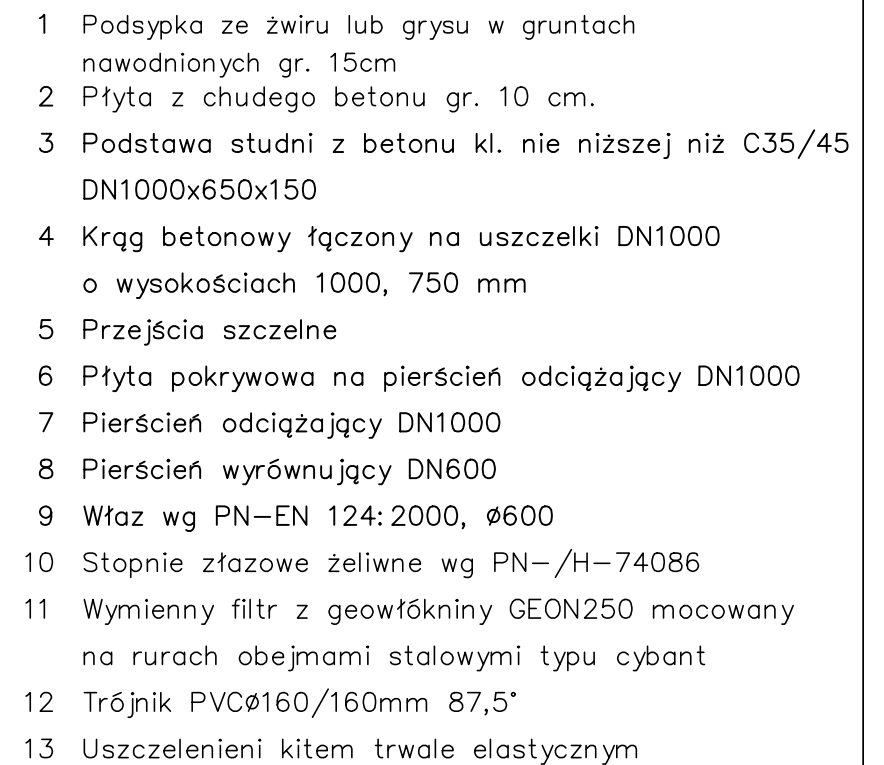 1 Podsypka ze żwiru lub grysu w gruntach
nawodnionych gr. 15cm
2 Płyta z chudego betonu gr. 10 cm.
3 Podstawa studni z betonu kl. nie niższej niż C35/45
DN1000x650x150
4 Krąg betonowy łączony na uszczelki DN1000
o wysokościach 1000, 750 mm
5 Przejścia szczelne
6 Płyta pokrywowa na pierścień odciążający DN1000
7 Pierścień odciążający DN1000
8 Pierścień wyrównujący DN600
9 Właz wg PN-EN 124:2000, ø600
10 Stopnie złazowe żeliwne wg PN-/H-74086
11 Wymienny filtr z geowłókniny GEON250 mocowany
na rurach obejmami stalowymi typu cybant
12 Trójnik PVCø160/160mm 87,5°
13 Uszczelenieni kitem trwale elastycznym